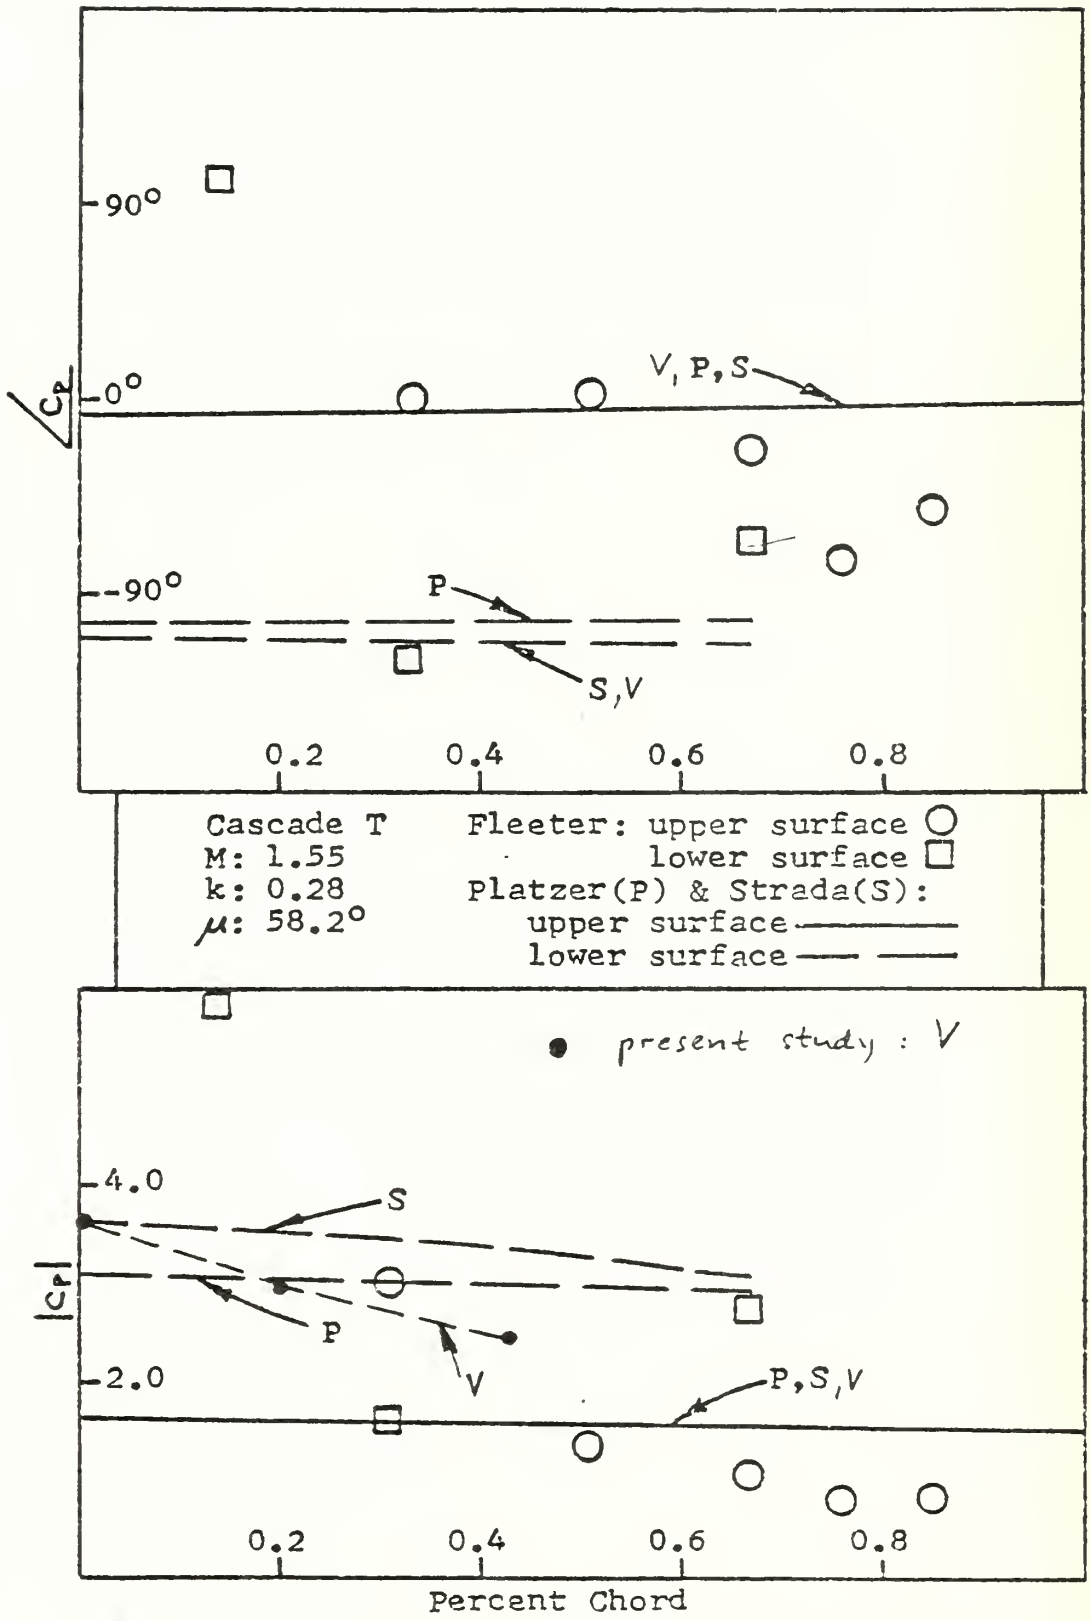 90°
0°
-90°
∠Cp
V, P, S
P
S, V
0.2 0.4 0.6 0.8
Cascade T
M: 1.55
k: 0.28
μ: 58.2°
Fleeter: upper surface ○
lower surface □
Platzer(P) & Strada(S):
upper surface
lower surface
● present study : V
4.0
2.0
|Cp|
S
P
V
P, S, V
0.2 0.4 0.6 0.8
Percent Chord